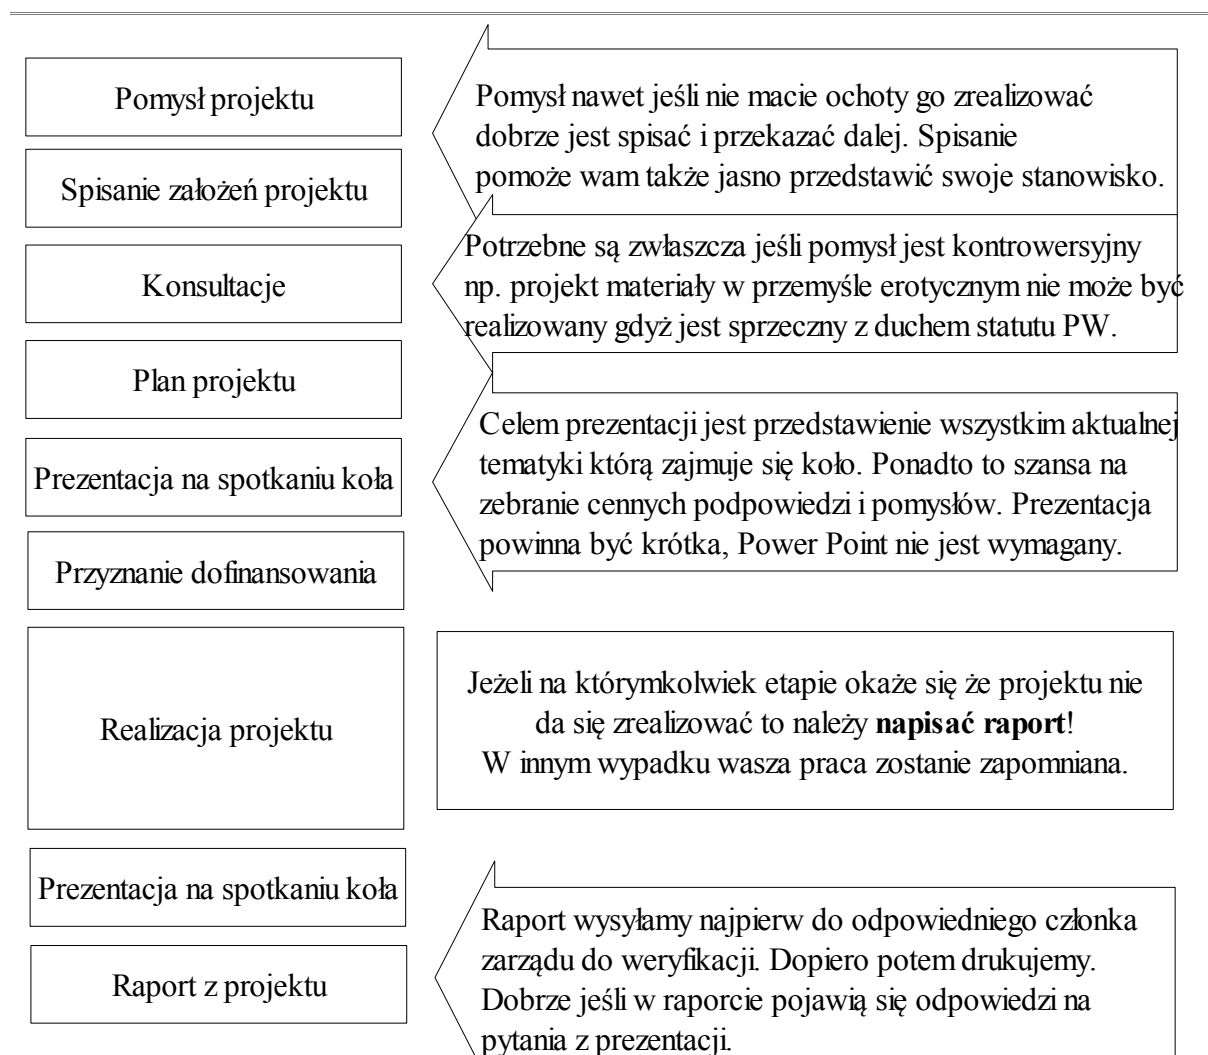 Pomysł projektu
Pomysł nawet jeśli nie macie ochoty go zrealizować
dobrze jest spisać i przekazać dalej. Spisanie
pomoże wam także jasno przedstawić swoje stanowisko.
Spisanie założeń projektu
Konsultacje
Potrzebne są zwłaszcza jeśli pomysł jest kontrowersyjny
np. projekt materiały w przemyśle erotycznym nie może być
realizowany gdyż jest sprzeczny z duchem statutu PW.
Plan projektu
Prezentacja na spotkaniu koła
Celem prezentacji jest przedstawienie wszystkim aktualnej
tematyki którą zajmuje się koło. Ponadto to szansa na
zebranie cennych podpowiedzi i pomysłów. Prezentacja
powinna być krótka, Power Point nie jest wymagany.
Przyznanie dofinansowania
Realizacja projektu
Jeżeli na którymkolwiek etapie okaże się że projektu nie
da się zrealizować to należy napisać raport!
W innym wypadku wasza praca zostanie zapomniana.
Prezentacja na spotkaniu koła
Raport z projektu
Raport wysyłamy najpierw do odpowiedniego członka
zarządu do weryfikacji. Dopiero potem drukujemy.
Dobrze jeśli w raporcie pojawią się odpowiedzi na
pytania z prezentacji.